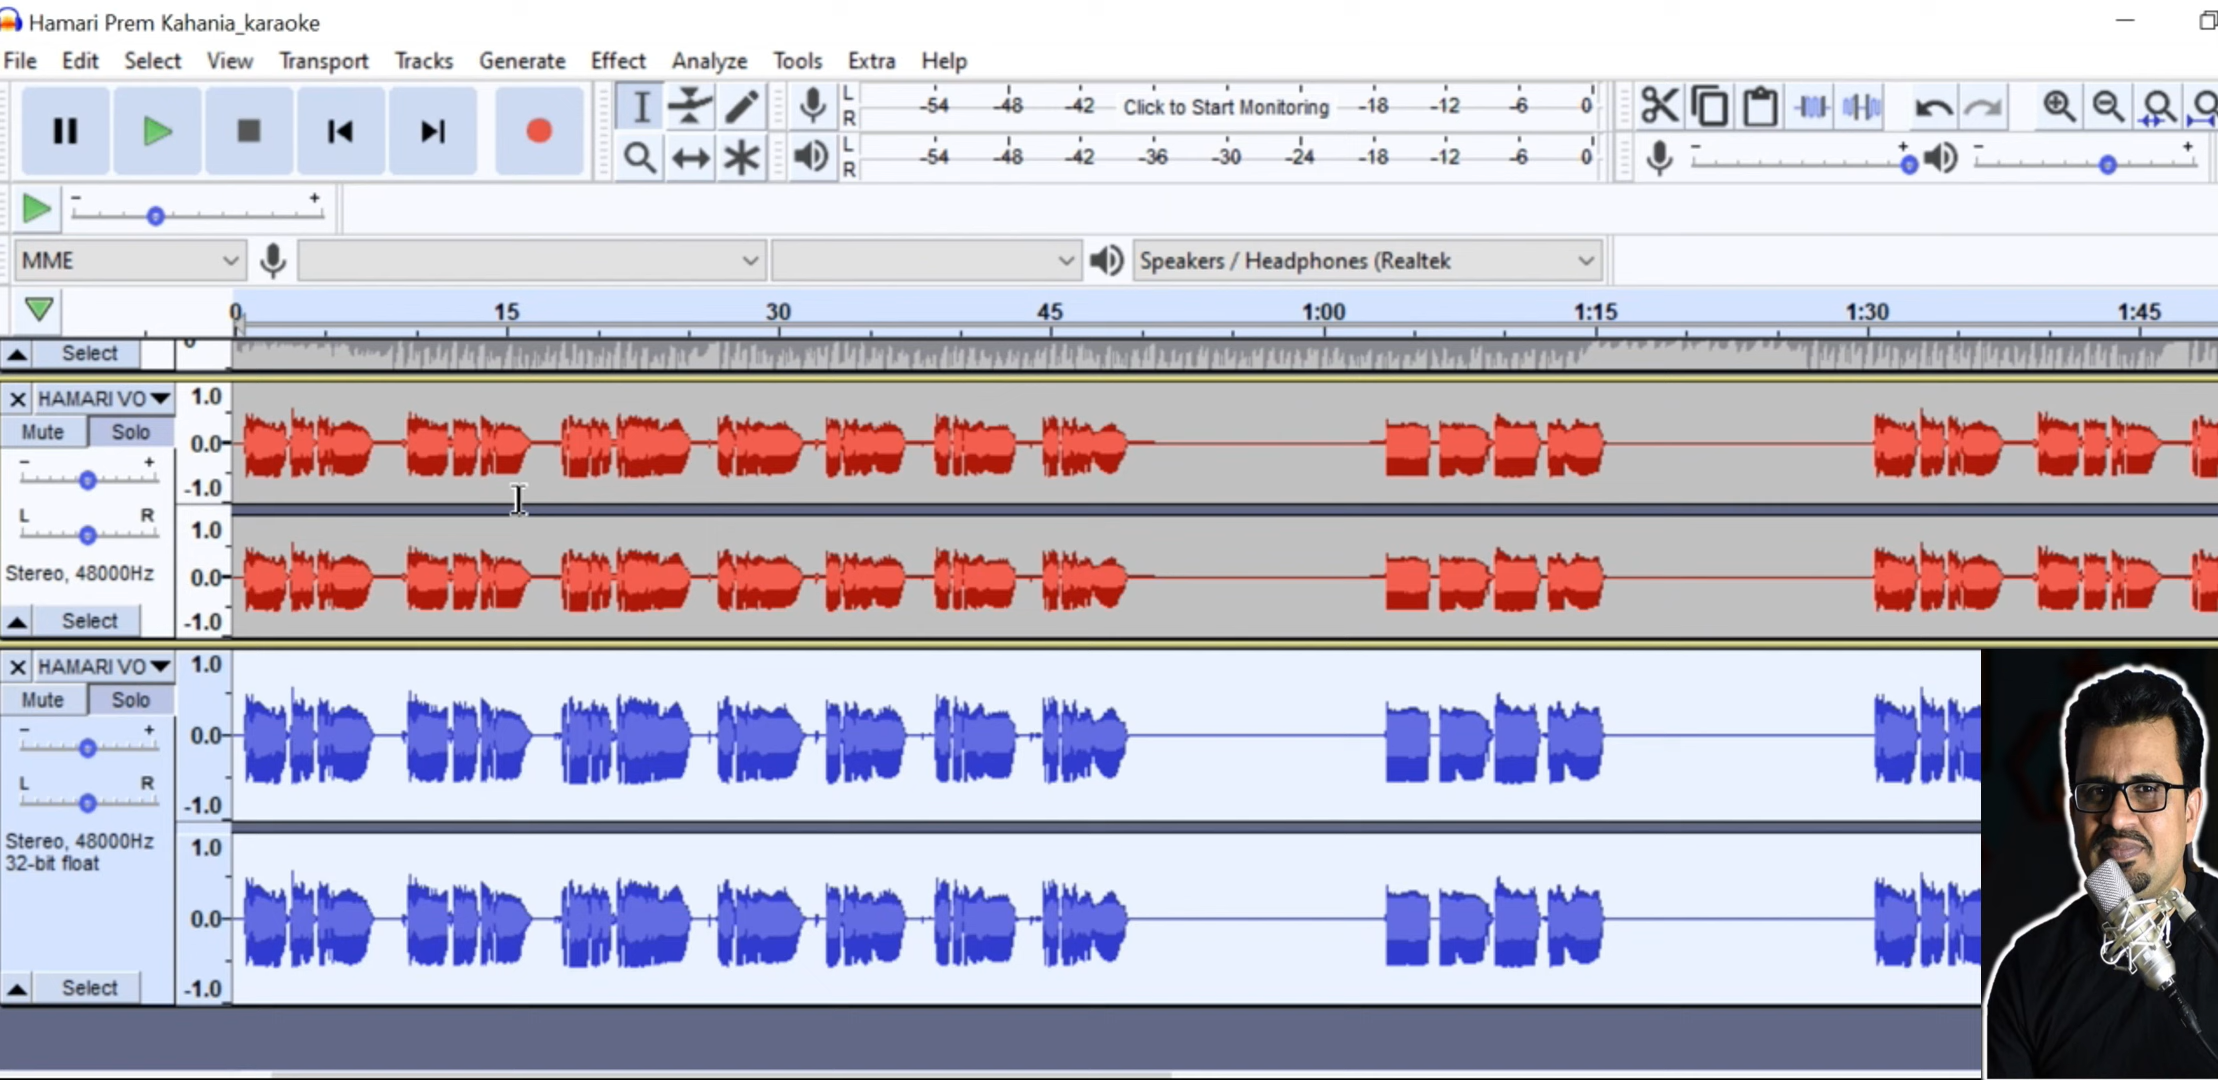 Hamari Prem Kahania_karaoke
File Edit Select View Transport Tracks Generate Effect Analyze Tools Extra Help
L R -54 -48 -42 Click to Start Monitoring -18 -12 -6 0
L R -54 -48 -42 -36 -30 -24 -18 -12 -6 0
- + - +
- +
MME Speakers / Headphones (Realtek
0 15 30 45 1:00 1:15 1:30 1:45
Select 0
HAMARI VO 1.0
Mute Solo 0.0
- + -1.0
L R 1.0
Stereo, 48000Hz 0.0
Select -1.0
HAMARI VO 1.0
Mute Solo 0.0
- +
L R -1.0
Stereo, 48000Hz 1.0
32-bit float
0.0
Select -1.0